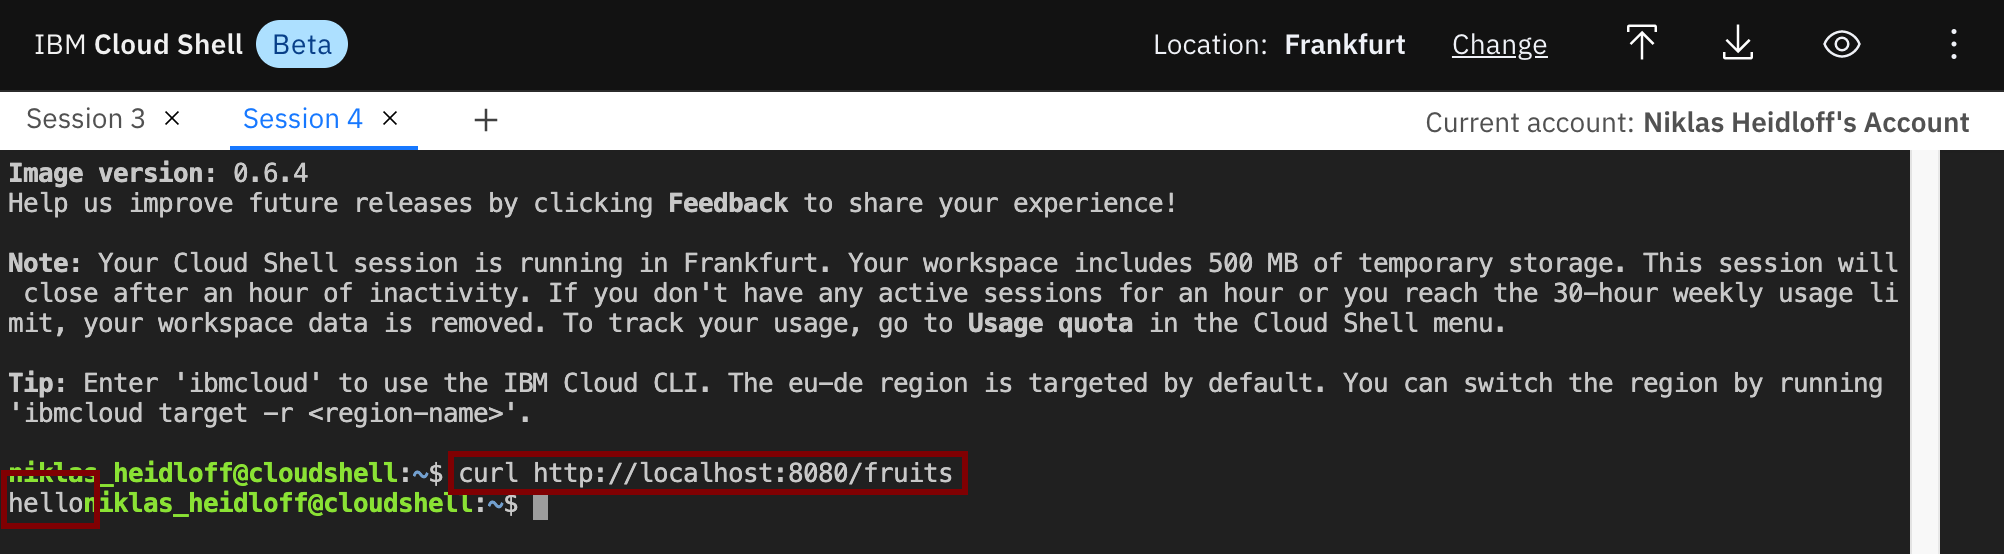 IBM Cloud Shell Beta Location: Frankfurt Change
Session 3 × Session 4 × + Current account: Niklas Heidloff's Account
Image version: 0.6.4
Help us improve future releases by clicking Feedback to share your experience!
Note: Your Cloud Shell session is running in Frankfurt. Your workspace includes 500 MB of temporary storage. This session will
close after an hour of inactivity. If you don't have any active sessions for an hour or you reach the 30-hour weekly usage li
mit, your workspace data is removed. To track your usage, go to Usage quota in the Cloud Shell menu.
Tip: Enter 'ibmcloud' to use the IBM Cloud CLI. The eu-de region is targeted by default. You can switch the region by running
'ibmcloud target -r <region-name>'.
niklas_heidloff@cloudshell:~$ curl http://localhost:8080/fruits
helloniklas_heidloff@cloudshell:~$